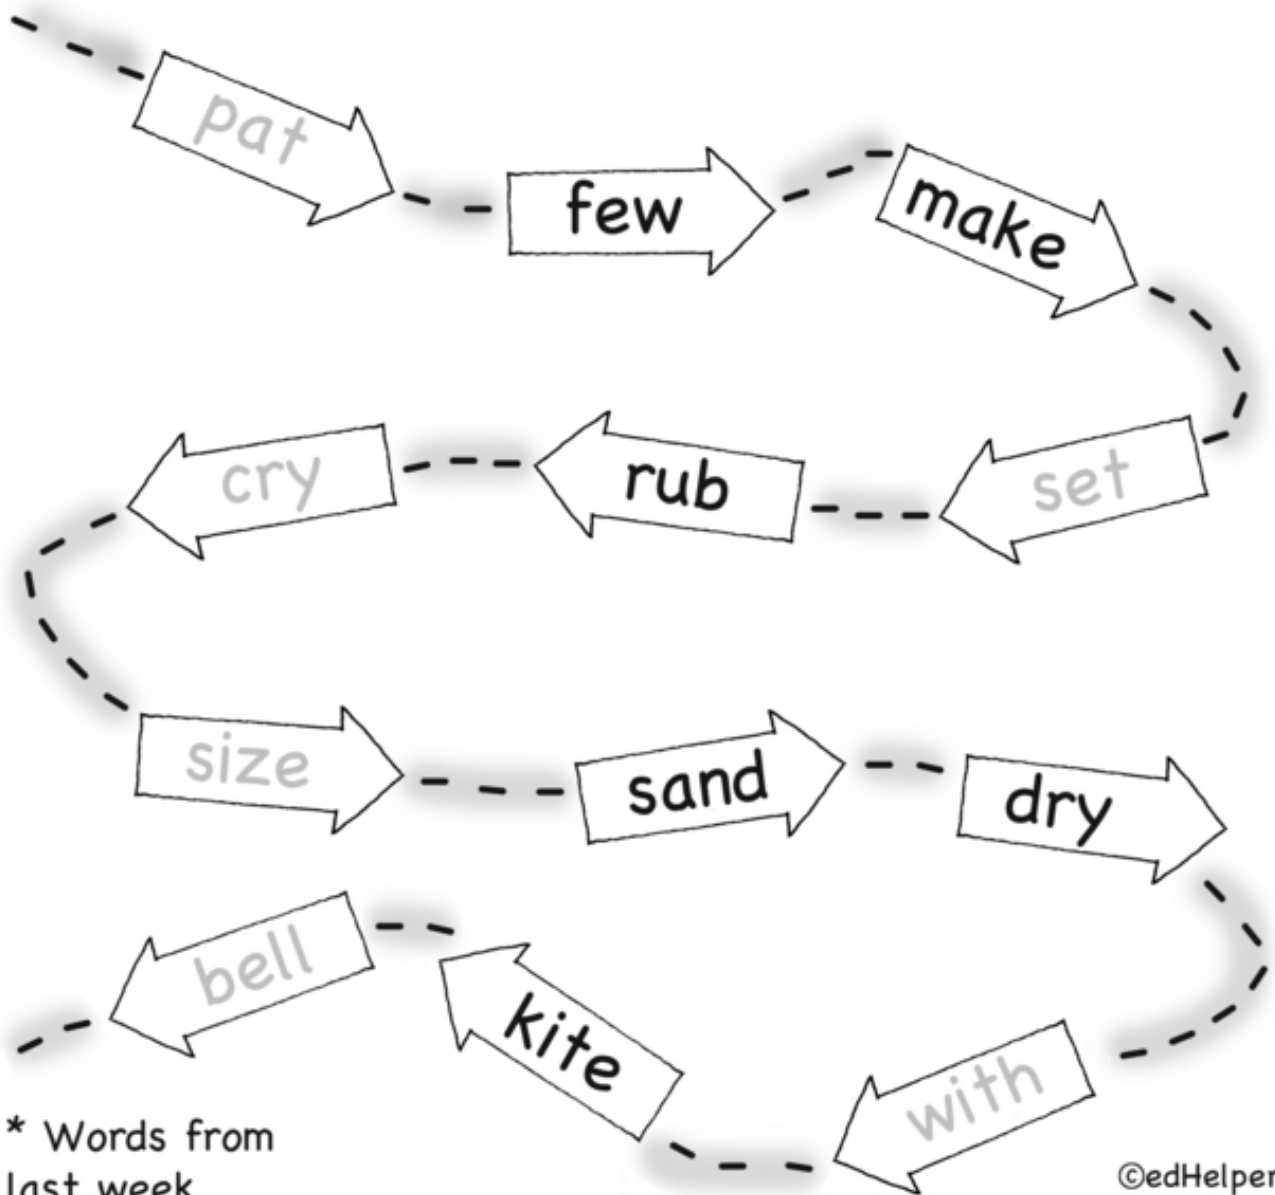 pat
few
make
set
rub
cry
size
sand
dry
with
kite
bell
* Words from
last week
©edHelper